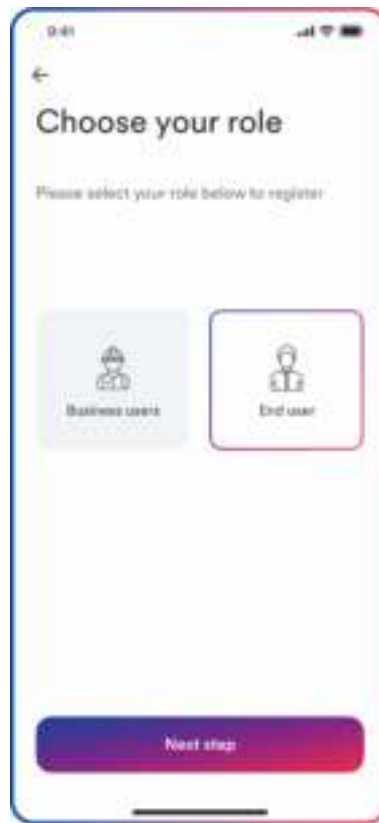 9:41
Choose your role
Please select your role below to register
Business users
End user
Next step